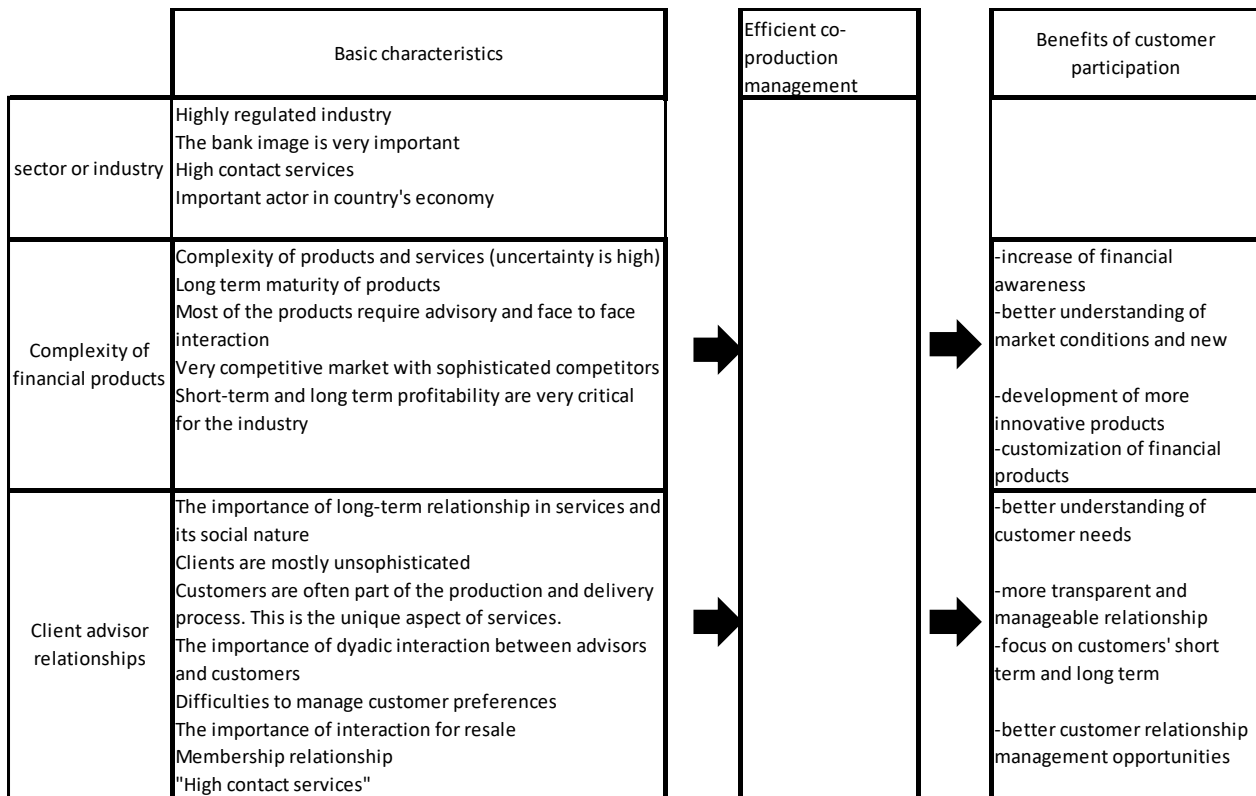 Basic characteristics
Efficient co-
production
management
Benefits of customer
participation
sector or industry
Highly regulated industry
The bank image is very important
High contact services
Important actor in country's economy
Complexity of
financial products
Complexity of products and services (uncertainty is high)
Long term maturity of products
Most of the products require advisory and face to face
interaction
Very competitive market with sophisticated competitors
Short-term and long term profitability are very critical
for the industry
-increase of financial
awareness
-better understanding of
market conditions and new
-development of more
innovative products
-customization of financial
products
Client advisor
relationships
The importance of long-term relationship in services and
its social nature
Clients are mostly unsophisticated
Customers are often part of the production and delivery
process. This is the unique aspect of services.
The importance of dyadic interaction between advisors
and customers
Difficulties to manage customer preferences
The importance of interaction for resale
Membership relationship
"High contact services"
-better understanding of
customer needs
-more transparent and
manageable relationship
-focus on customers' short
term and long term
-better customer relationship
management opportunities